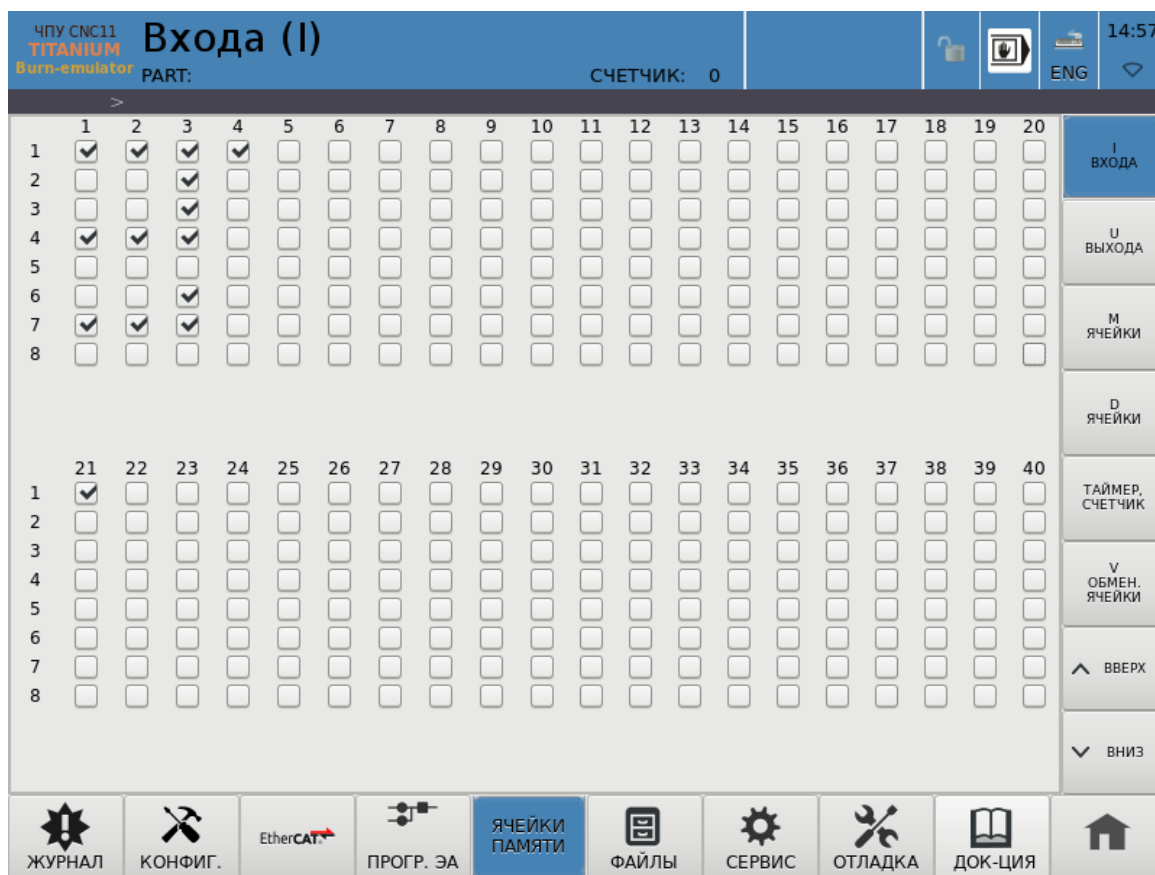 ЧПУ CNC11
TITANIUM
Burn-emulator
Входа (I)
PART:
СЧЕТЧИК: 0
ENG
14:57
>
1 2 3 4 5 6 7 8 9 10 11 12 13 14 15 16 17 18 19 20
1
2
3
4
5
6
7
8
21 22 23 24 25 26 27 28 29 30 31 32 33 34 35 36 37 38 39 40
1
2
3
4
5
6
7
8
I
ВХОДА
U
ВЫХОДА
M
ЯЧЕЙКИ
D
ЯЧЕЙКИ
ТАЙМЕР,
СЧЕТЧИК
V
ОБМЕН.
ЯЧЕЙКИ
ВВЕРХ
ВНИЗ
ЖУРНАЛ
КОНФИГ.
EtherCAT
ПРОГР. ЭА
ЯЧЕЙКИ
ПАМЯТИ
ФАЙЛЫ
СЕРВИС
ОТЛАДКА
ДОК-ЦИЯ